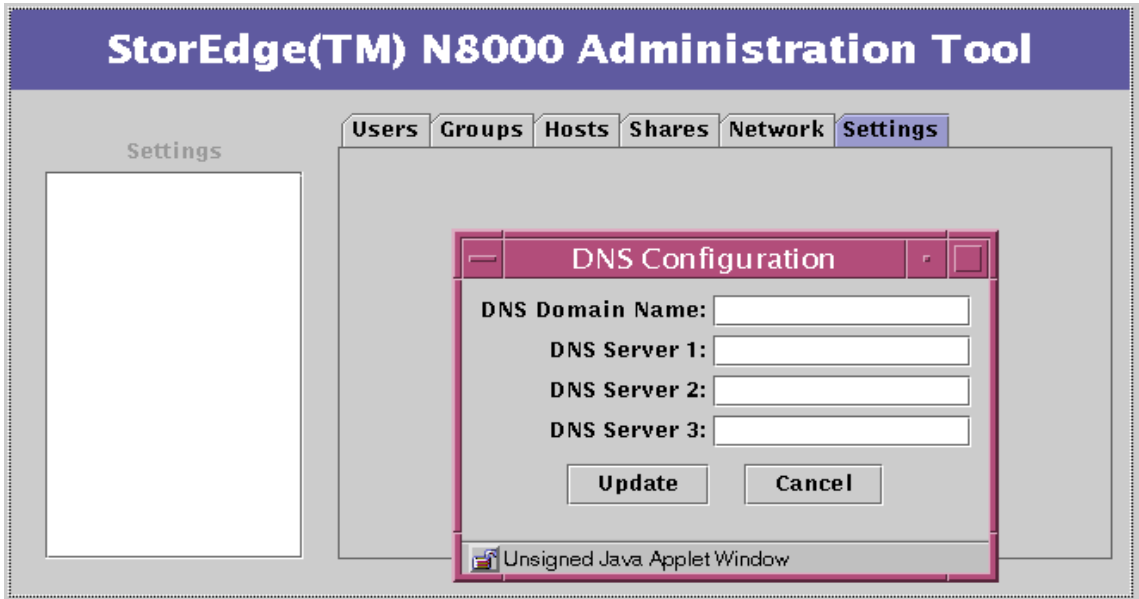 StorEdge(TM) N8000 Administration Tool
Users Groups Hosts Shares Network Settings
Settings
DNS Configuration
DNS Domain Name:
DNS Server 1:
DNS Server 2:
DNS Server 3:
Update Cancel
Unsigned Java Applet Window